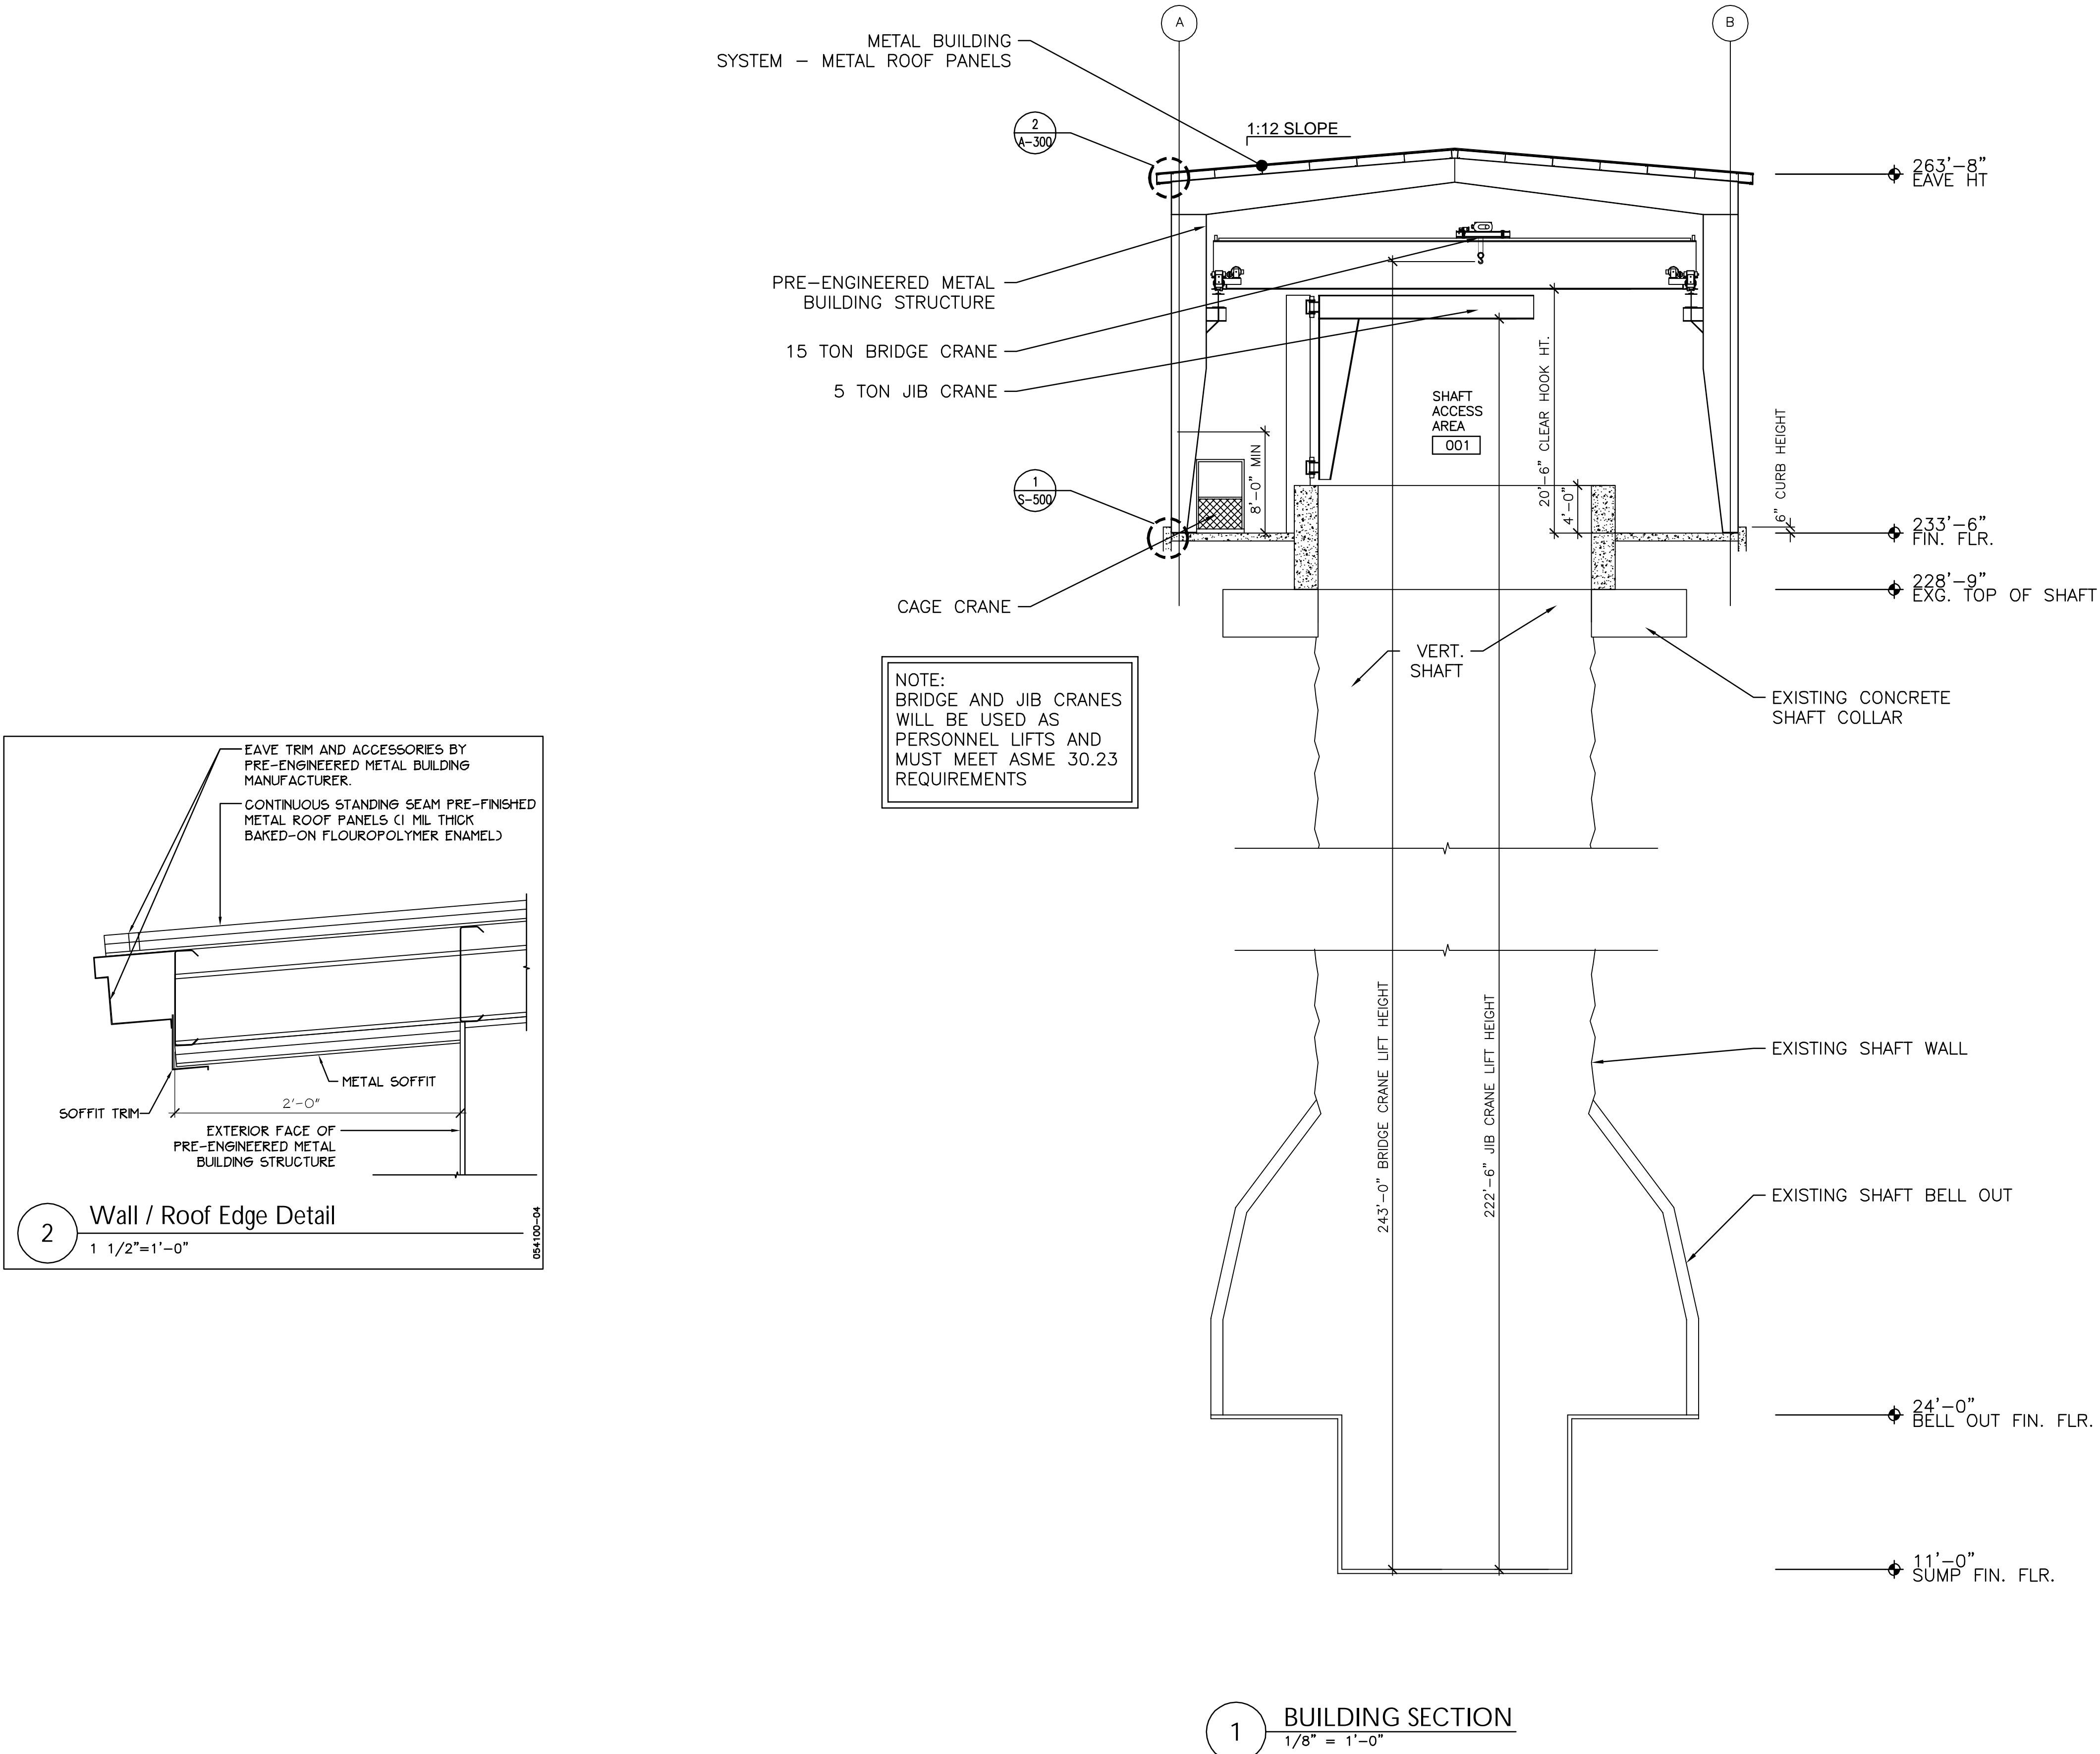 A
B
METAL BUILDING
SYSTEM – METAL ROOF PANELS
2
A–300
1:12 SLOPE
263'–8"
EAVE HT
PRE–ENGINEERED METAL
BUILDING STRUCTURE
15 TON BRIDGE CRANE
5 TON JIB CRANE
SHAFT
ACCESS
AREA
001
20'–6" CLEAR HOOK HT.
8'–0" MIN
4'–0"
6" CURB HEIGHT
1
S–500
233'–6"
FIN. FLR.
228'–9"
EXG. TOP OF SHAFT
CAGE CRANE
VERT.
SHAFT
NOTE:
BRIDGE AND JIB CRANES
WILL BE USED AS
PERSONNEL LIFTS AND
MUST MEET ASME 30.23
REQUIREMENTS
EXISTING CONCRETE
SHAFT COLLAR
EAVE TRIM AND ACCESSORIES BY
PRE–ENGINEERED METAL BUILDING
MANUFACTURER.
CONTINUOUS STANDING SEAM PRE–FINISHED
METAL ROOF PANELS (1 MIL THICK
BAKED–ON FLOUROPOLYMER ENAMEL)
METAL SOFFIT
SOFFIT TRIM
2'–0"
EXTERIOR FACE OF
PRE–ENGINEERED METAL
BUILDING STRUCTURE
2
Wall / Roof Edge Detail
1 1/2"=1'–0"
054100–04
243'–0" BRIDGE CRANE LIFT HEIGHT
222'–6" JIB CRANE LIFT HEIGHT
EXISTING SHAFT WALL
EXISTING SHAFT BELL OUT
24'–0"
BELL OUT FIN. FLR.
11'–0"
SUMP FIN. FLR.
1
BUILDING SECTION
1/8" = 1'–0"